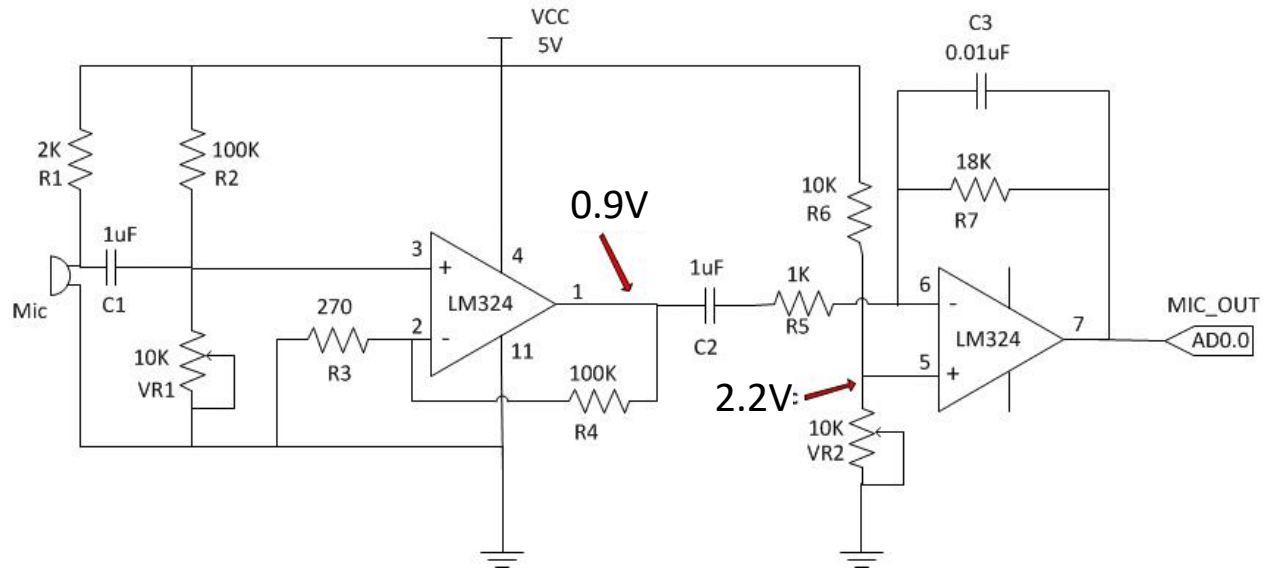 VCC
5V
C3
0.01uF
2K
R1
100K
R2
18K
R7
10K
R6
0.9V
1uF
C1
Mic
3
+
4
LM324
1
2
-
11
270
R3
10K
VR1
100K
R4
1uF
C2
1K
R5
6
-
LM324
7
5
+
MIC_OUT
AD0.0
2.2V
10K
VR2